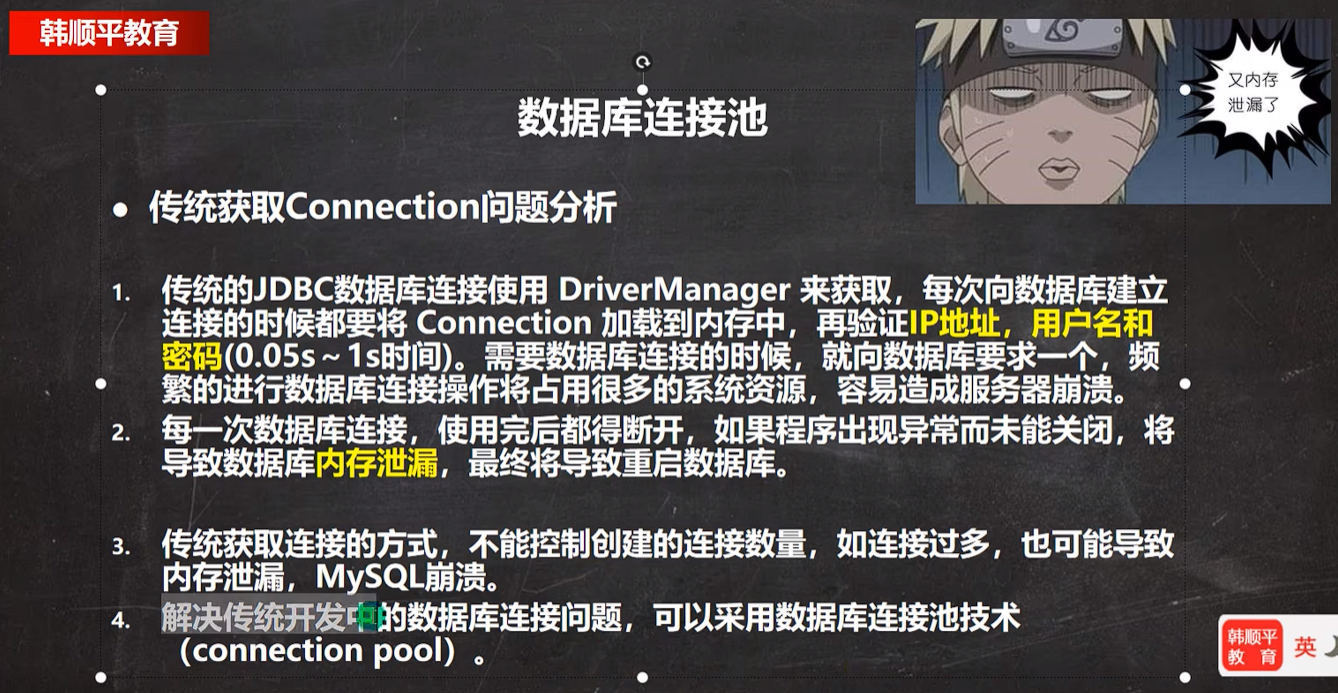 韩顺平教育
又内存
泄漏了
数据库连接池
● 传统获取Connection问题分析
1. 传统的JDBC数据库连接使用 DriverManager 来获取，每次向数据库建立
连接的时候都要将 Connection 加载到内存中，再验证IP地址，用户名和
密码(0.05s～1s时间)。需要数据库连接的时候，就向数据库要求一个，频
繁的进行数据库连接操作将占用很多的系统资源，容易造成服务器崩溃。
2. 每一次数据库连接，使用完后都得断开，如果程序出现异常而未能关闭，将
导致数据库内存泄漏，最终将导致重启数据库。
3. 传统获取连接的方式，不能控制创建的连接数量，如连接过多，也可能导致
内存泄漏，MySQL崩溃。
4. 解决传统开发中的数据库连接问题，可以采用数据库连接池技术
（connection pool）。
韩顺平
教 育
英